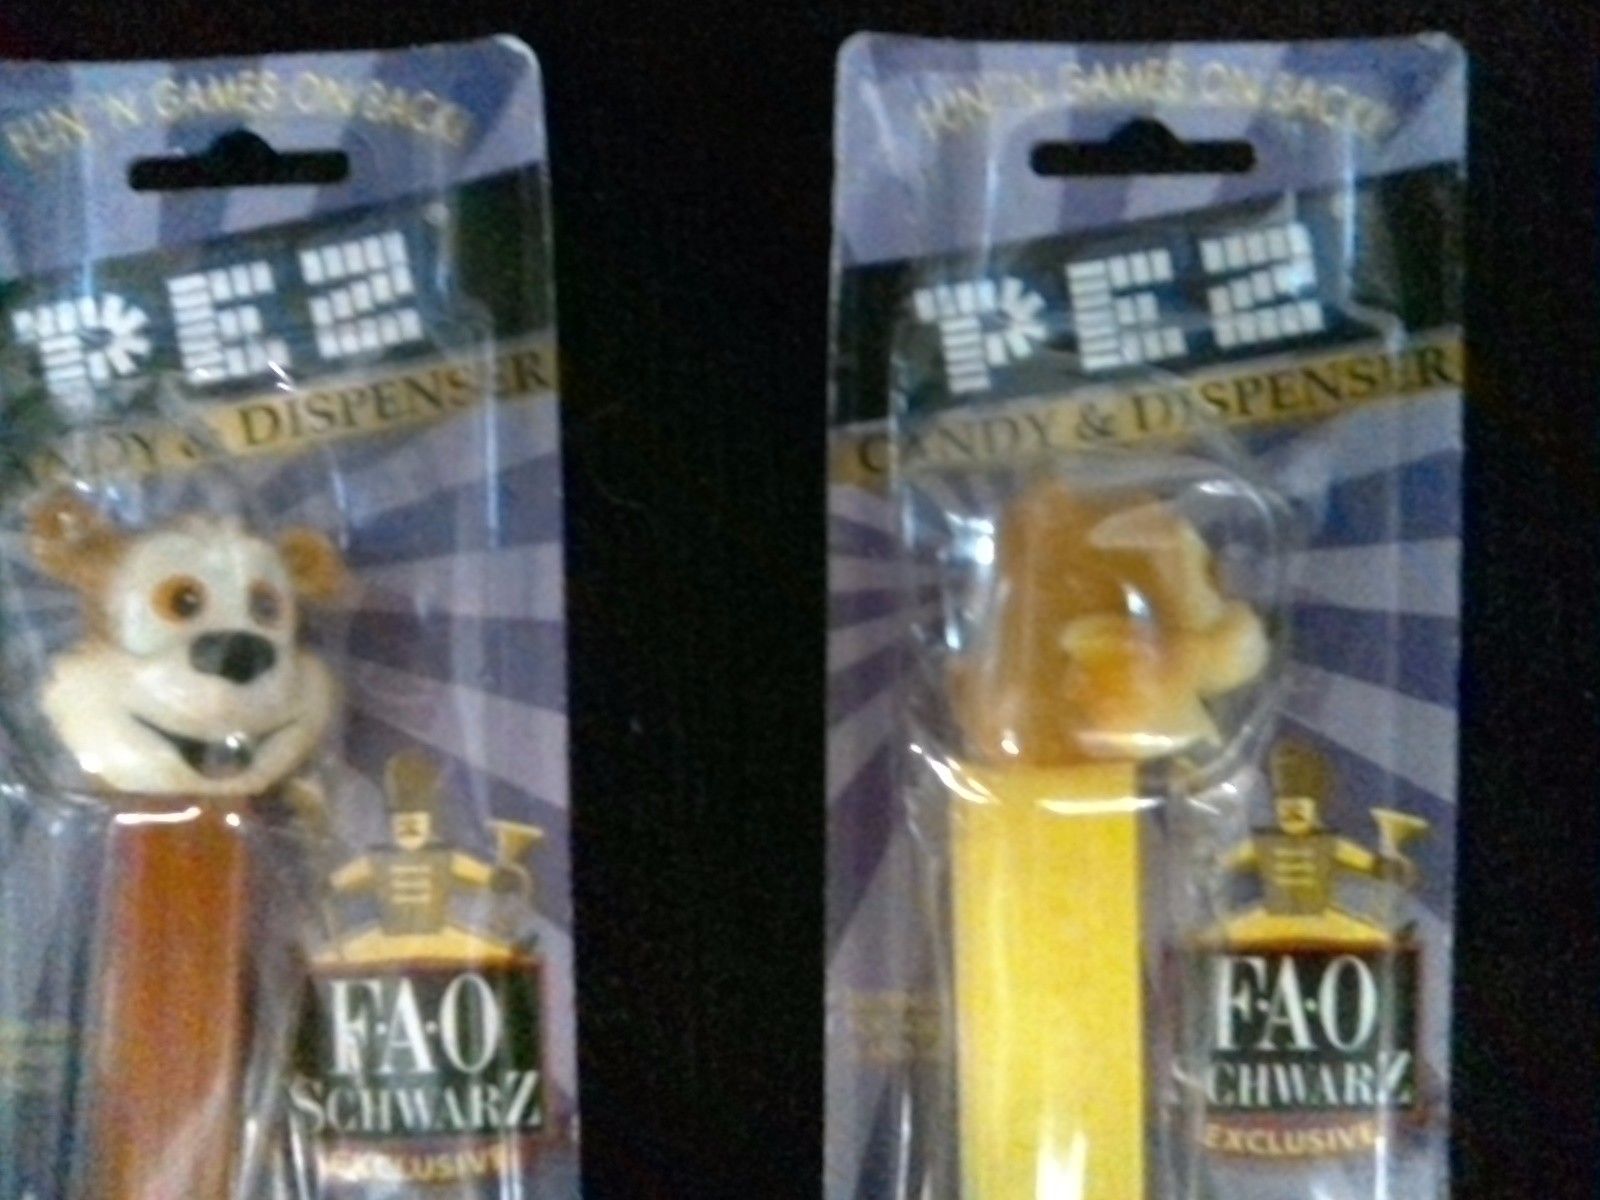 FUN 'N' GAMES ON BACK!
PEZ
CANDY & DISPENSER
F·A·O
SCHWARZ
EXCLUSIVE
FUN 'N' GAMES ON BACK!
PEZ
CANDY & DISPENSER
F·A·O
SCHWARZ
EXCLUSIVE